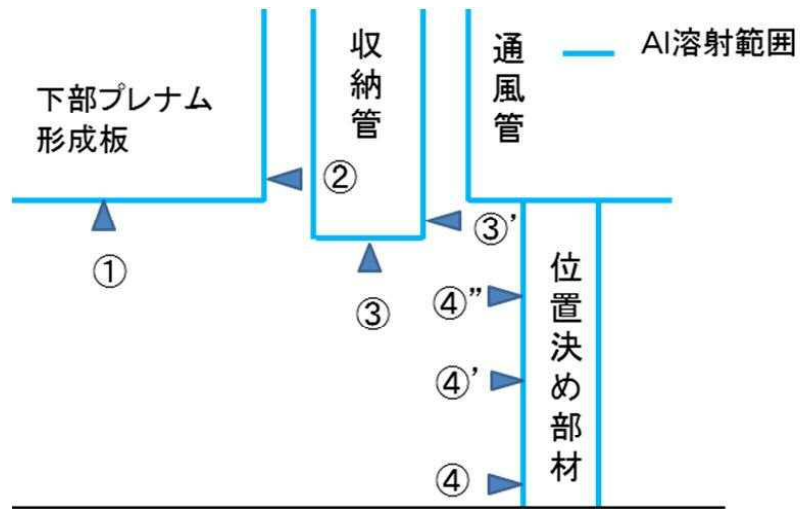 下部プレナム
形成板
収納管
通風管
Al溶射範囲
②
①
③'
③
④”
④'
④
位置決め部材